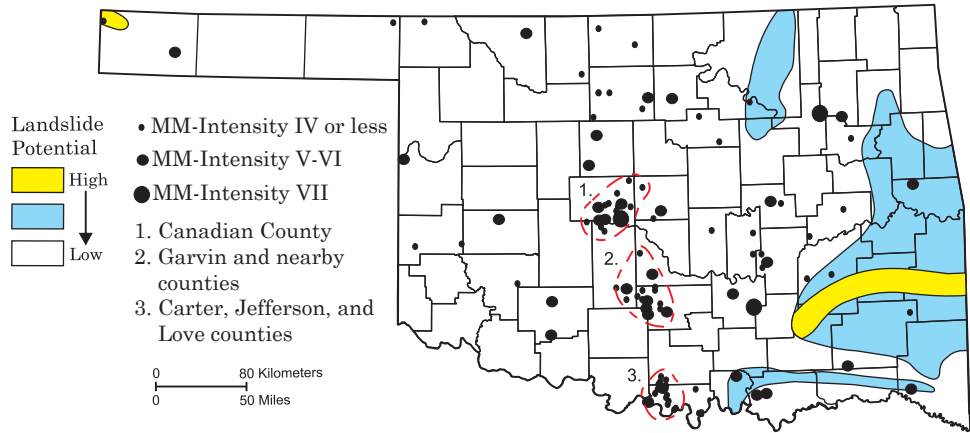 Landslide
Potential
High
Low
MM-Intensity IV or less
MM-Intensity V-VI
MM-Intensity VII
1. Canadian County
2. Garvin and nearby
counties
3. Carter, Jefferson, and
Love counties
0 80 Kilometers
0 50 Miles
1.
2.
3.